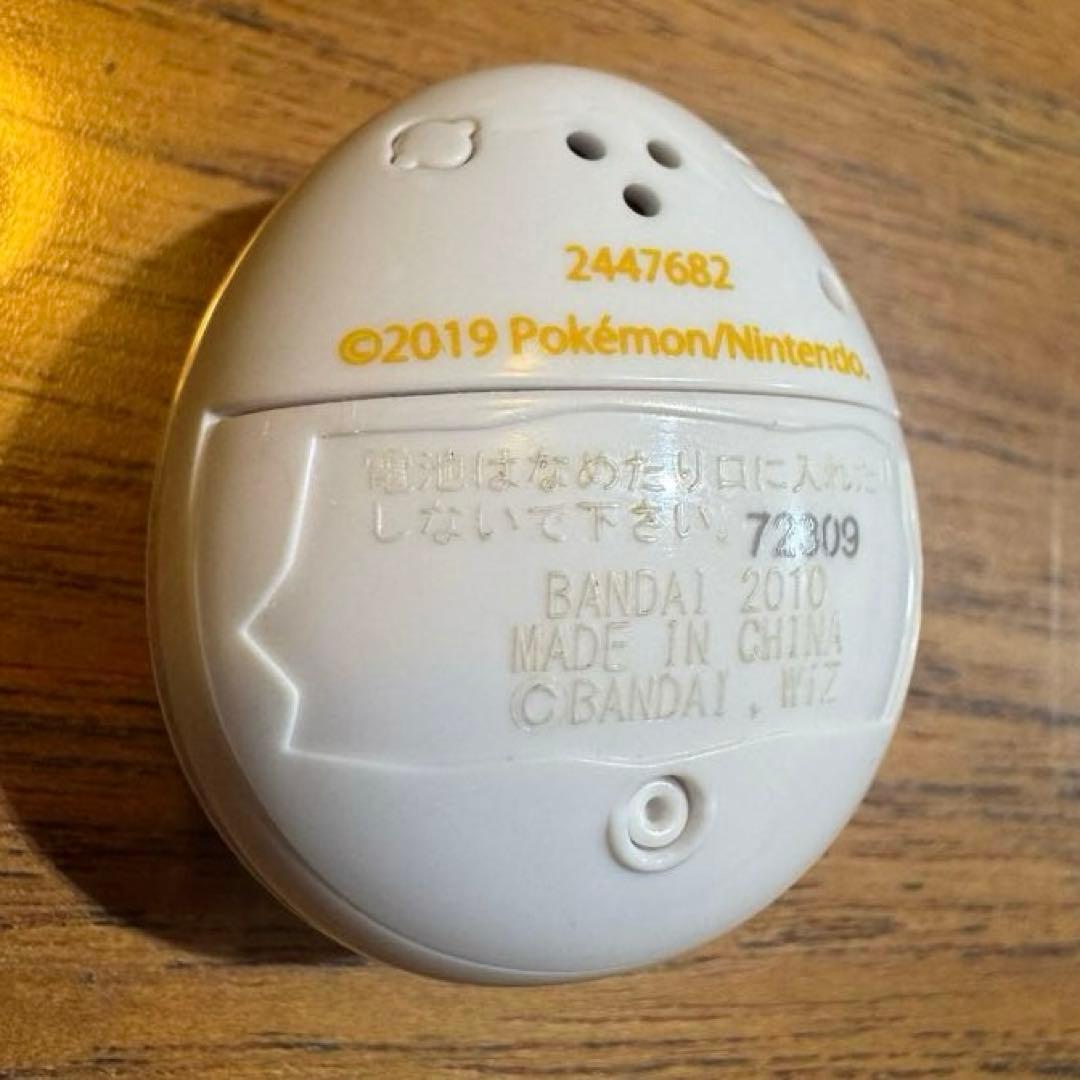 2447682
©2019 Pokémon/Nintendo.
電池はなめたり口に入れたり
しないで下さい。 72309
BANDAI 2010
MADE IN CHINA
©BANDAI, WiZ